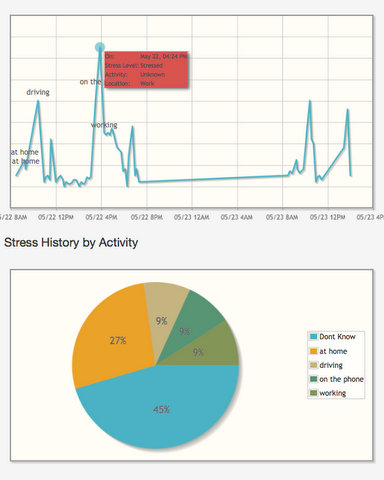 On: May 22, 04:24 PM
Stress Level: Stressed
Activity: Unknown
Location: Work
on the
driving
working
at home
at home
5/22 8AM 05/22 12PM 05/22 4PM 05/22 8PM 05/23 12AM 05/23 4AM 05/23 8AM 05/23 12PM 05/23 4P
Stress History by Activity
9%
9%
27%
9%
45%
Dont Know
at home
driving
on the phone
working